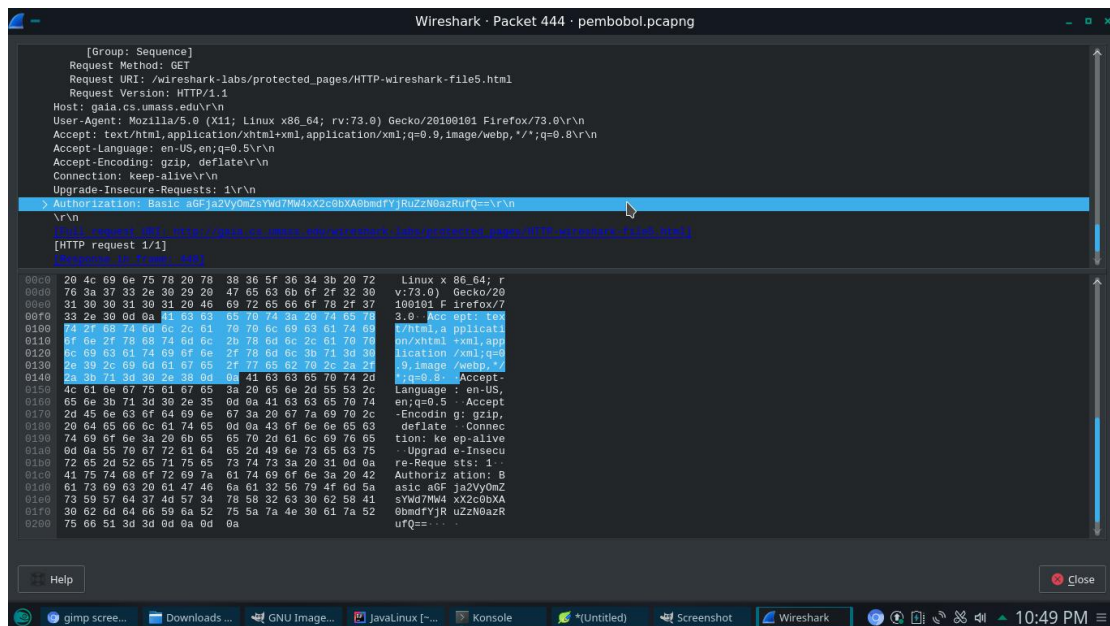 Wireshark · Packet 444 · pembobol.pcapng
[Group: Sequence]
Request Method: GET
Request URI: /wireshark-labs/protected_pages/HTTP-wireshark-file5.html
Request Version: HTTP/1.1
Host: gaia.cs.umass.edu\r\n
User-Agent: Mozilla/5.0 (X11; Linux x86_64; rv:73.0) Gecko/20100101 Firefox/73.0\r\n
Accept: text/html,application/xhtml+xml,application/xml;q=0.9,image/webp,*/*;q=0.8\r\n
Accept-Language: en-US,en;q=0.5\r\n
Accept-Encoding: gzip, deflate\r\n
Connection: keep-alive\r\n
Upgrade-Insecure-Requests: 1\r\n
> Authorization: Basic aGFja2VyOmZsYWd7MW4xX2c0bXA0bmdfYjRuZzN0azRufQ==\r\n
\r\n
[Full request URI: http://gaia.cs.umass.edu/wireshark-labs/protected_pages/HTTP-wireshark-file5.html]
[HTTP request 1/1]
[Response in frame: 446]
00c0 20 4c 69 6e 75 78 20 78 38 36 5f 36 34 3b 20 72 Linux x 86_64; r
00d0 76 3a 37 33 2e 30 29 20 47 65 63 6b 6f 2f 32 30 v:73.0) Gecko/20
00e0 31 30 30 31 30 31 20 46 69 72 65 66 6f 78 2f 37 100101 F irefox/7
00f0 33 2e 30 0d 0a 41 63 63 65 70 74 3a 20 74 65 78 3.0··Acc ept: tex
0100 74 2f 68 74 6d 6c 2c 61 70 70 6c 69 63 61 74 69 t/html,a pplicati
0110 6f 6e 2f 78 68 74 6d 6c 2b 78 6d 6c 2c 61 70 70 on/xhtml +xml,app
0120 6c 69 63 61 74 69 6f 6e 2f 78 6d 6c 3b 71 3d 30 lication /xml;q=0
0130 2e 39 2c 69 6d 61 67 65 2f 77 65 62 70 2c 2a 2f .9,image /webp,*/
0140 2a 3b 71 3d 30 2e 38 0d 0a 41 63 63 65 70 74 2d *;q=0.8· ·Accept-
0150 4c 61 6e 67 75 61 67 65 3a 20 65 6e 2d 55 53 2c Language : en-US,
0160 65 6e 3b 71 3d 30 2e 35 0d 0a 41 63 63 65 70 74 en;q=0.5 ··Accept
0170 2d 45 6e 63 6f 64 69 6e 67 3a 20 67 7a 69 70 2c -Encodin g: gzip,
0180 20 64 65 66 6c 61 74 65 0d 0a 43 6f 6e 6e 65 63 deflate ··Connec
0190 74 69 6f 6e 3a 20 6b 65 65 70 2d 61 6c 69 76 65 tion: ke ep-alive
01a0 0d 0a 55 70 67 72 61 64 65 2d 49 6e 73 65 63 75 ··Upgrad e-Insecu
01b0 72 65 2d 52 65 71 75 65 73 74 73 3a 20 31 0d 0a re-Reque sts: 1··
01c0 41 75 74 68 6f 72 69 7a 61 74 69 6f 6e 3a 20 42 Authoriz ation: B
01d0 61 73 69 63 20 61 47 46 6a 61 32 56 79 4f 6d 5a asic aGF ja2VyOmZ
01e0 73 59 57 64 37 4d 57 34 78 58 32 63 30 62 58 41 sYWd7MW4 xX2c0bXA
01f0 30 62 6d 64 66 59 6a 52 75 5a 7a 4e 30 61 7a 52 0bmdfYjR uZzN0azR
0200 75 66 51 3d 3d 0d 0a 0d 0a ufQ==··· ·
Help
Close
gimp scree... Downloads ... GNU Image... JavaLinux [~... Konsole *(Untitled) Screenshot Wireshark 10:49 PM